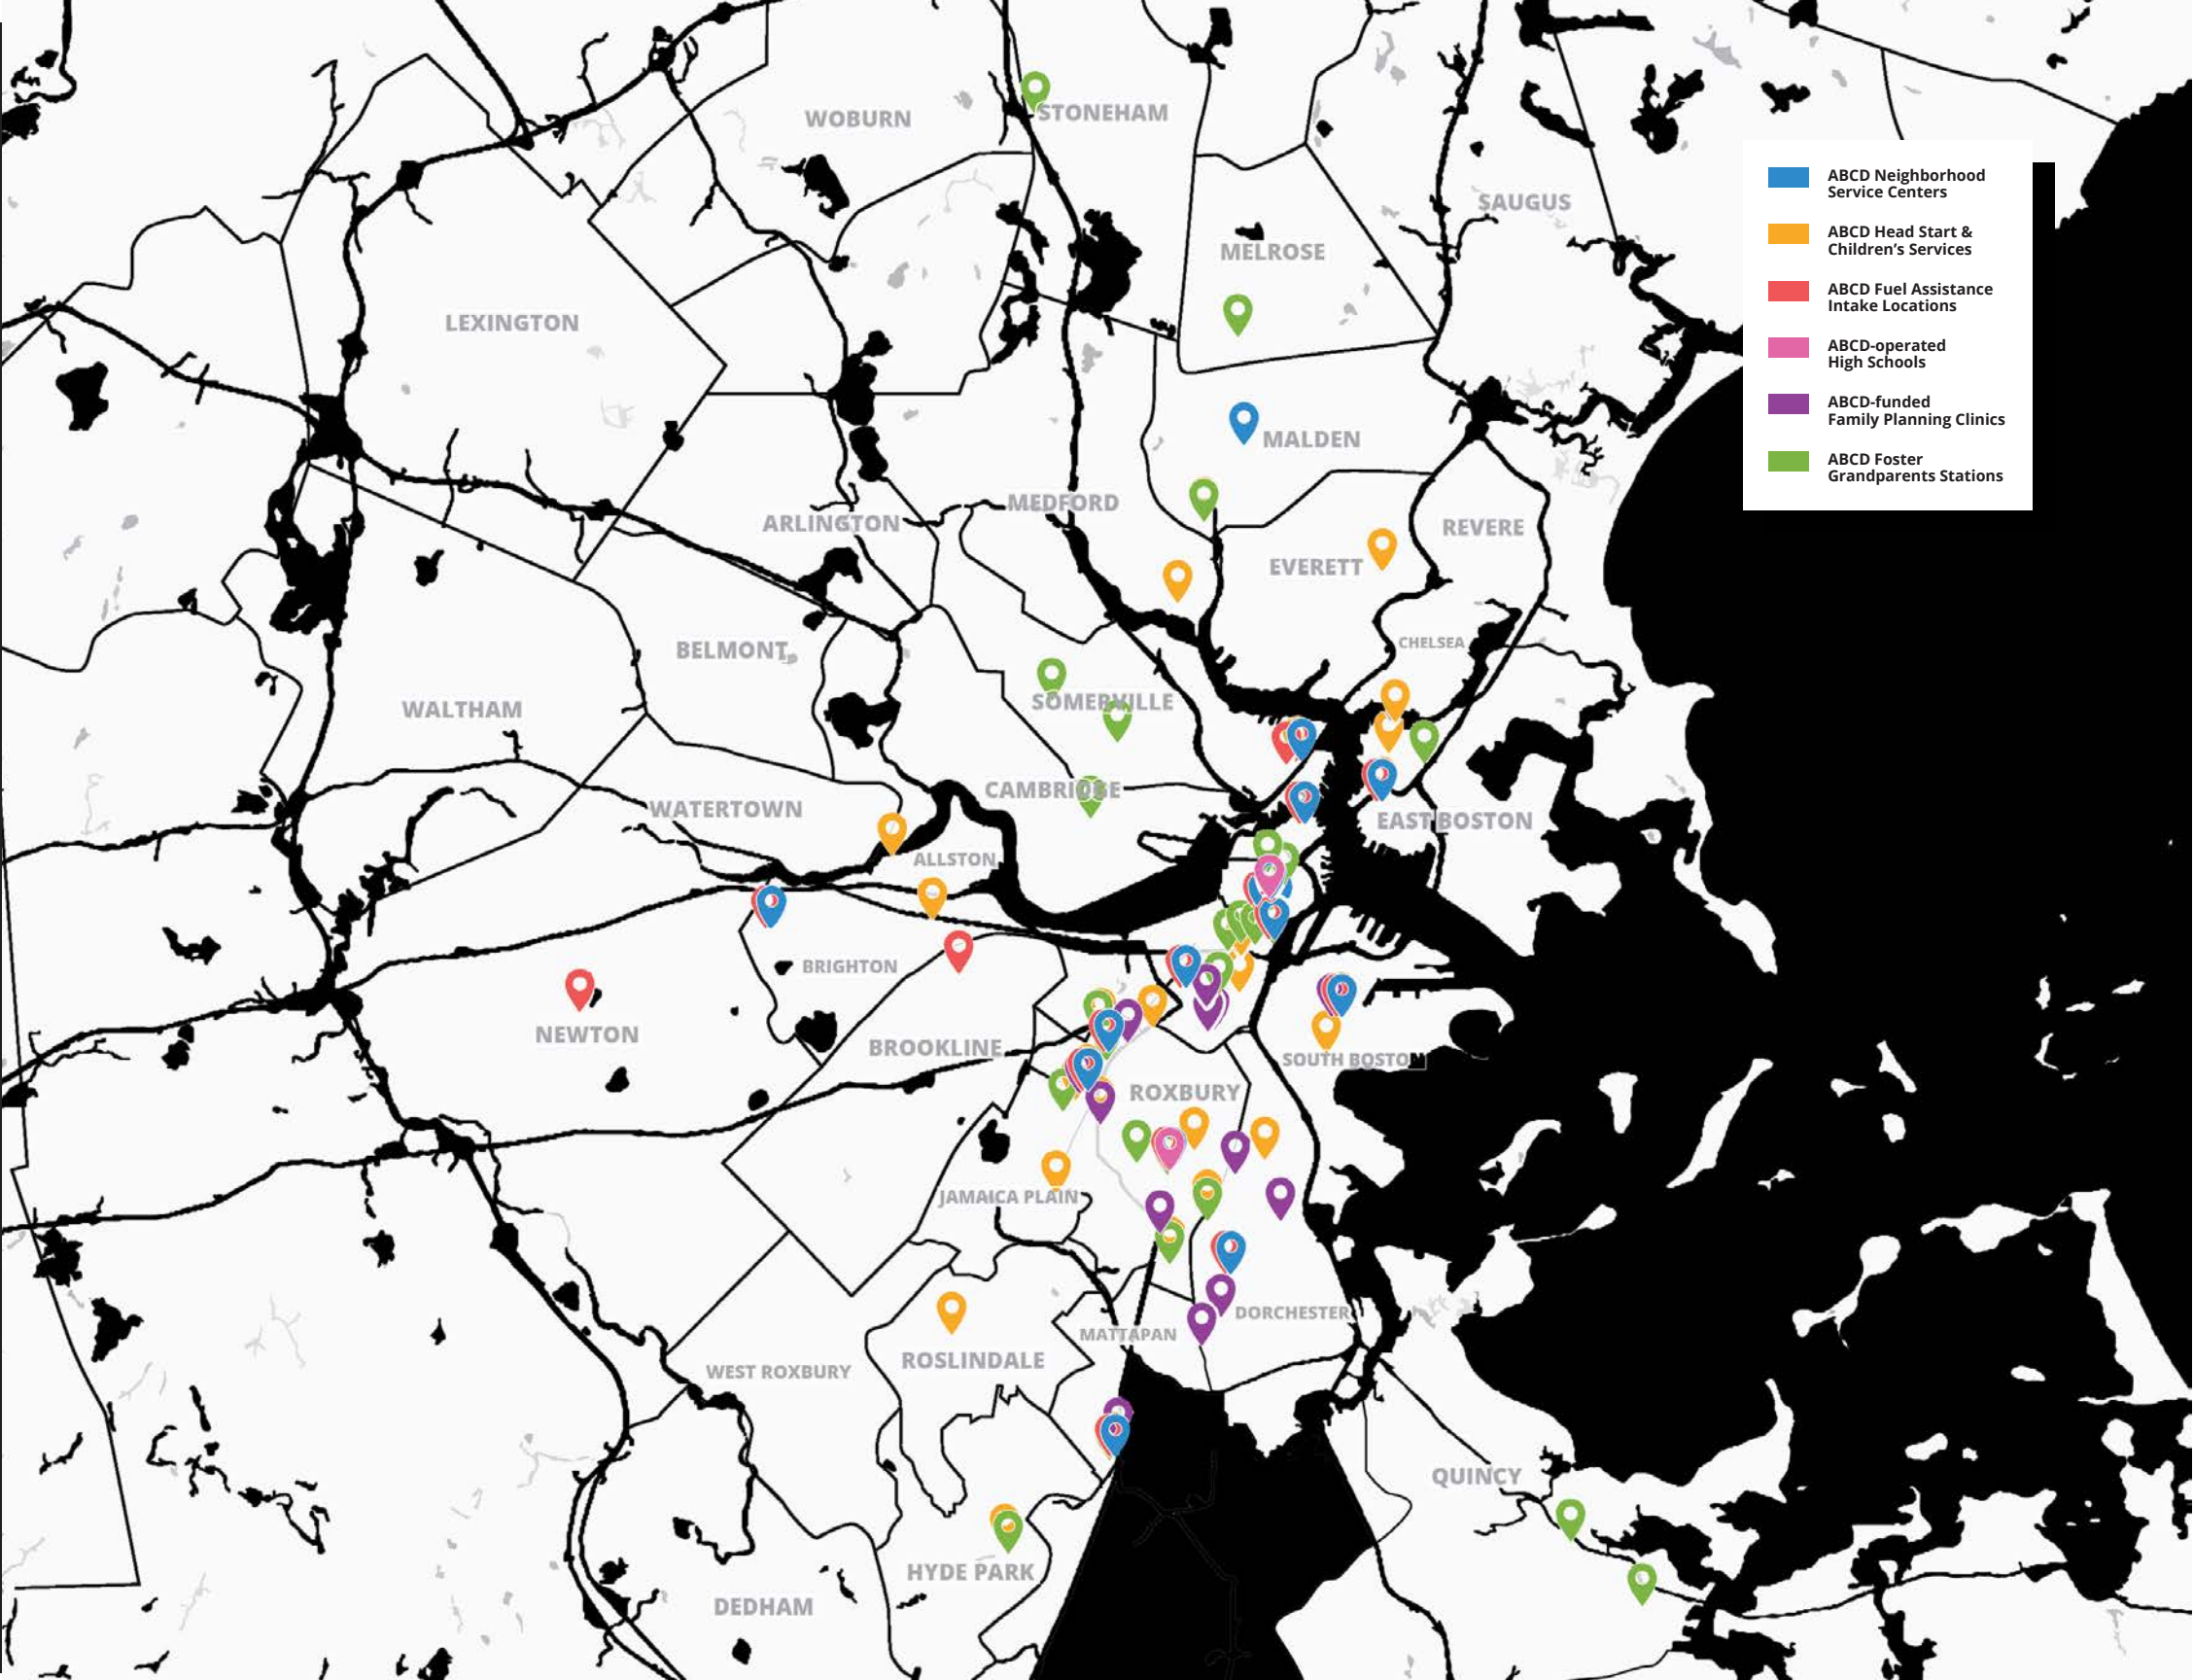 WOBURN
STONEHAM
ABCD Neighborhood
Service Centers
SAUGUS
ABCD Head Start &
Children's Services
MELROSE
ABCD Fuel Assistance
Intake Locations
LEXINGTON
ABCD-operated
High Schools
ABCD-funded
Family Planning Clinics
MALDEN
ABCD Foster
Grandparents Stations
MEDFORD
ARLINGTON
REVERE
EVERETT
CHELSEA
BELMONT
SOMERVILLE
WALTHAM
CAMBRIDGE
WATERTOWN
EAST BOSTON
ALLSTON
BRIGHTON
NEWTON
BROOKLINE
SOUTH BOSTON
ROXBURY
JAMAICA PLAIN
DORCHESTER
MATTAPAN
ROSLINDALE
WEST ROXBURY
QUINCY
HYDE PARK
DEDHAM